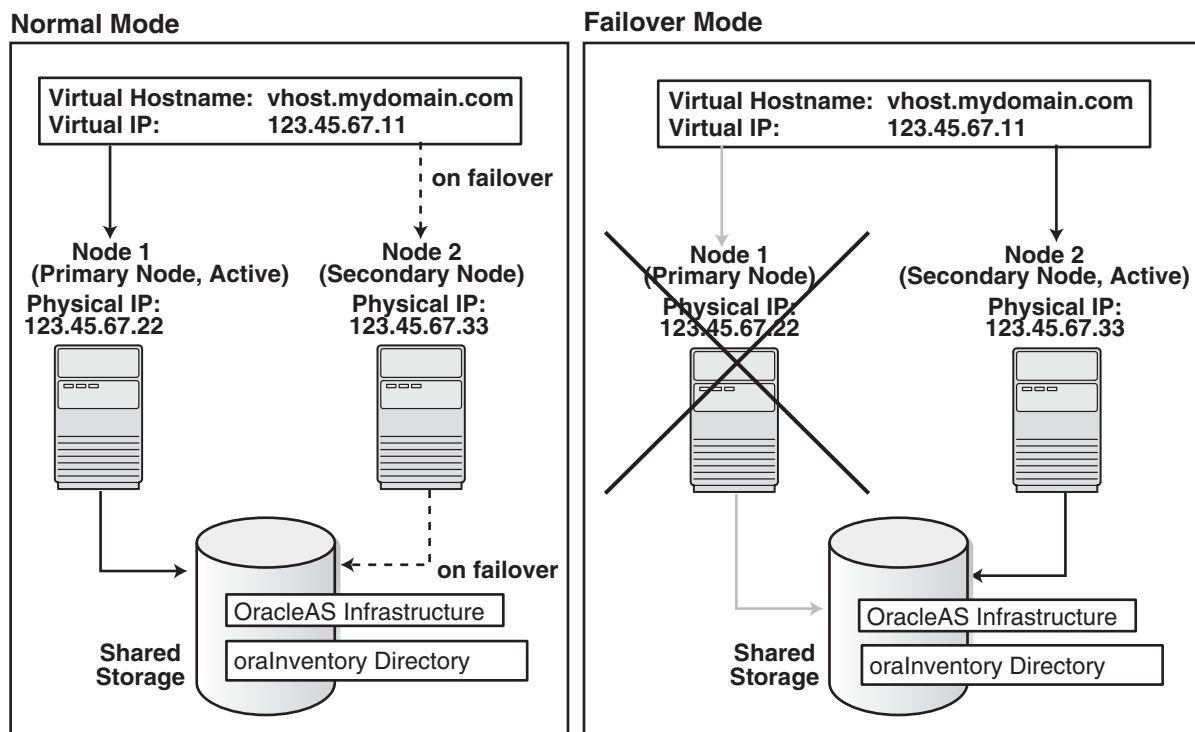 Normal Mode
Virtual Hostname: vhost.mydomain.com
Virtual IP: 123.45.67.11
on failover
Node 1
(Primary Node, Active)
Physical IP:
123.45.67.22
Node 2
(Secondary Node)
Physical IP:
123.45.67.33
on failover
OracleAS Infrastructure
oraInventory Directory
Shared
Storage
Failover Mode
Virtual Hostname: vhost.mydomain.com
Virtual IP: 123.45.67.11
Node 1
(Primary Node)
Physical IP:
123.45.67.22
Node 2
(Secondary Node, Active)
Physical IP:
123.45.67.33
OracleAS Infrastructure
oraInventory Directory
Shared
Storage